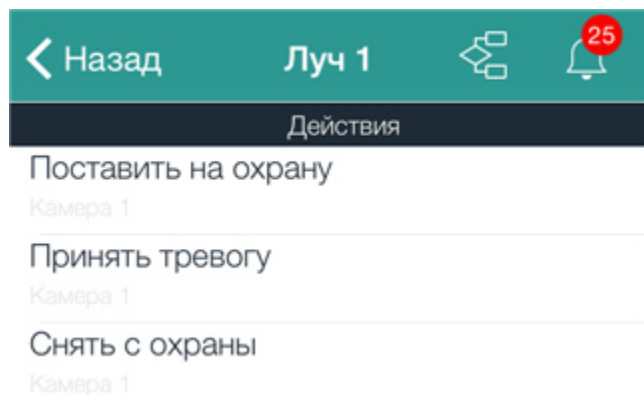 Назад Луч 1 25
Действия
Поставить на охрану
Камера 1
Принять тревогу
Камера 1
Снять с охраны
Камера 1